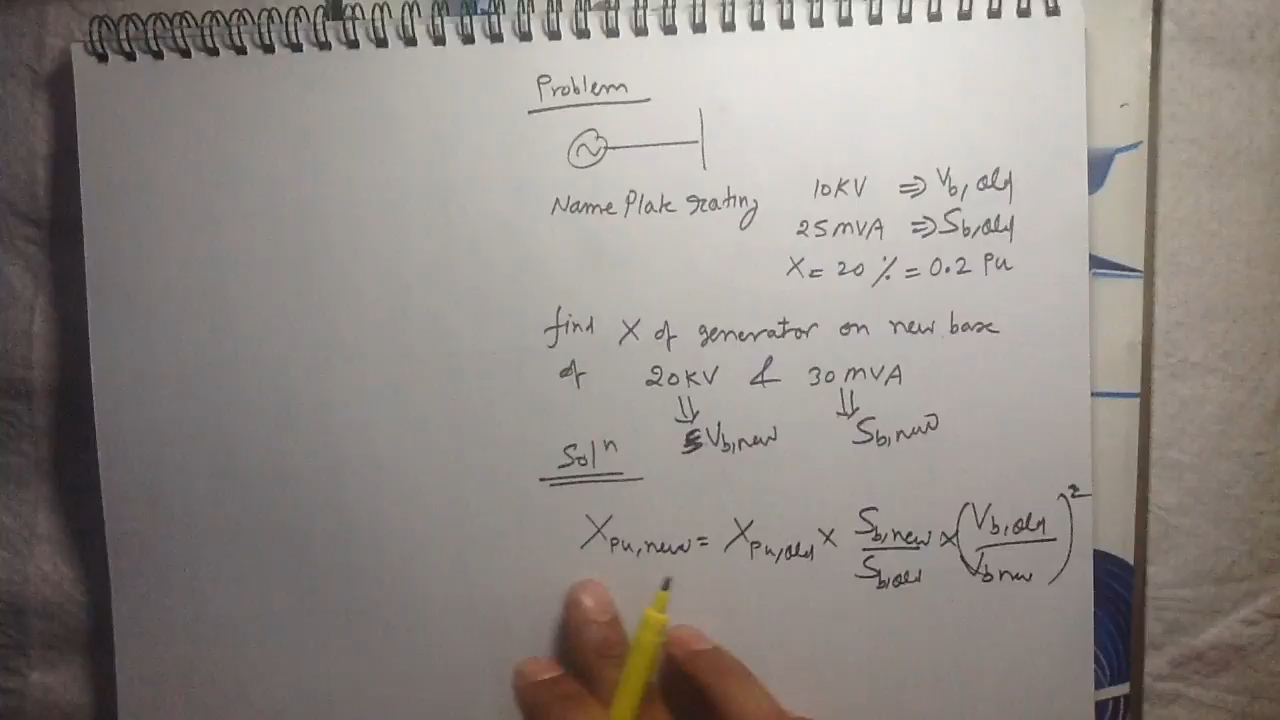 Problem
Name Plate rating 10KV ⇒ Vb, old
25 MVA ⇒ Sb,old
X = 20 % = 0.2 Pu
find X of generator on new base
of 20KV & 30 MVA
⇓ ⇓
Vb,new Sb,new
Solⁿ
Xpu,new = Xpu,old × Sb,new / Sb,old × (Vb,old / Vb new)²